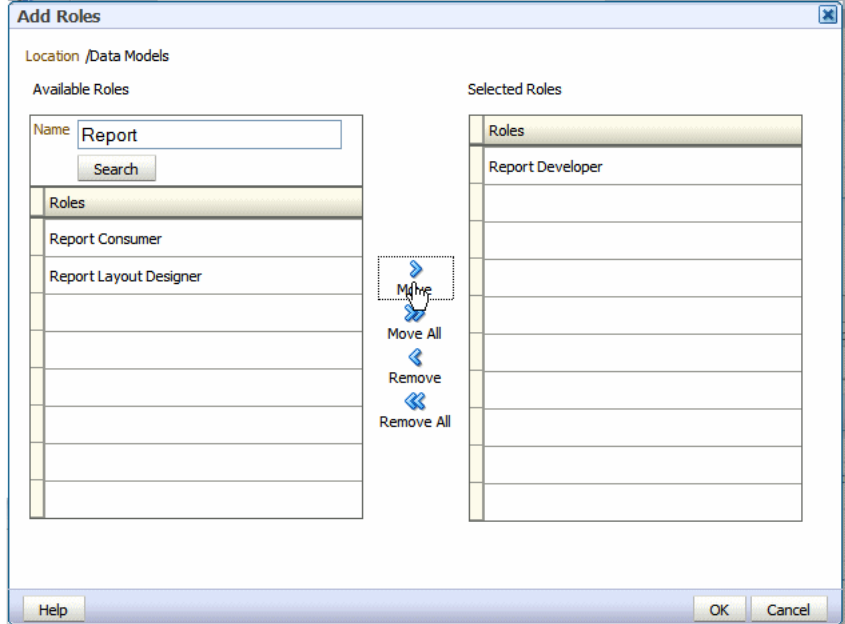 Add Roles
Location /Data Models
Available Roles
Selected Roles
Name Report
Search
Roles
Report Consumer
Report Layout Designer
Move
Move All
Remove
Remove All
Roles
Report Developer
Help
OK
Cancel